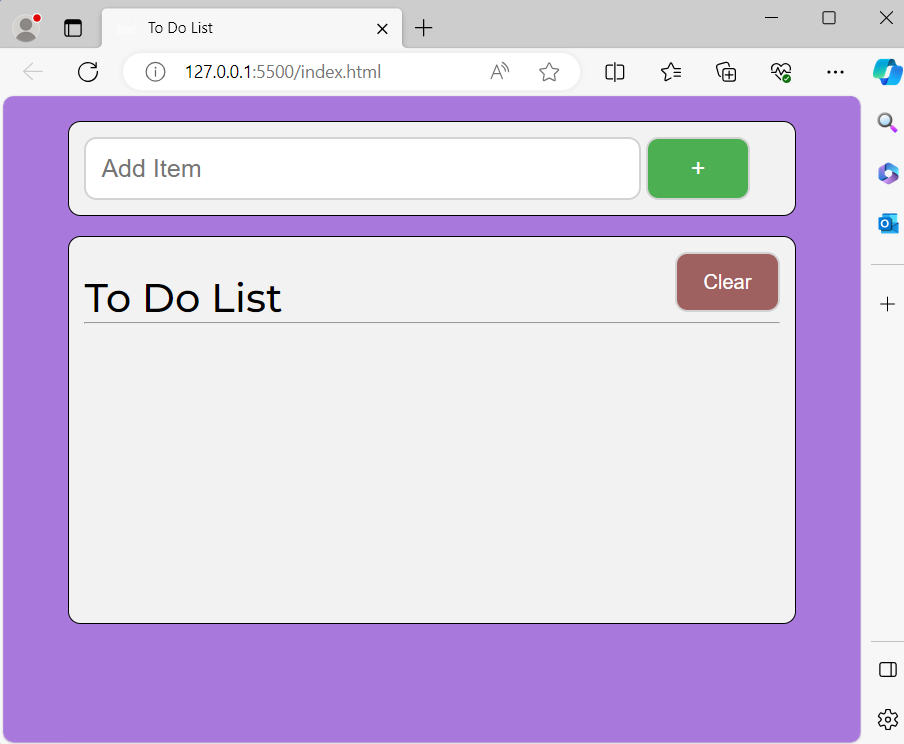 To Do List
127.0.0.1:5500/index.html
Add Item
+
Clear
To Do List